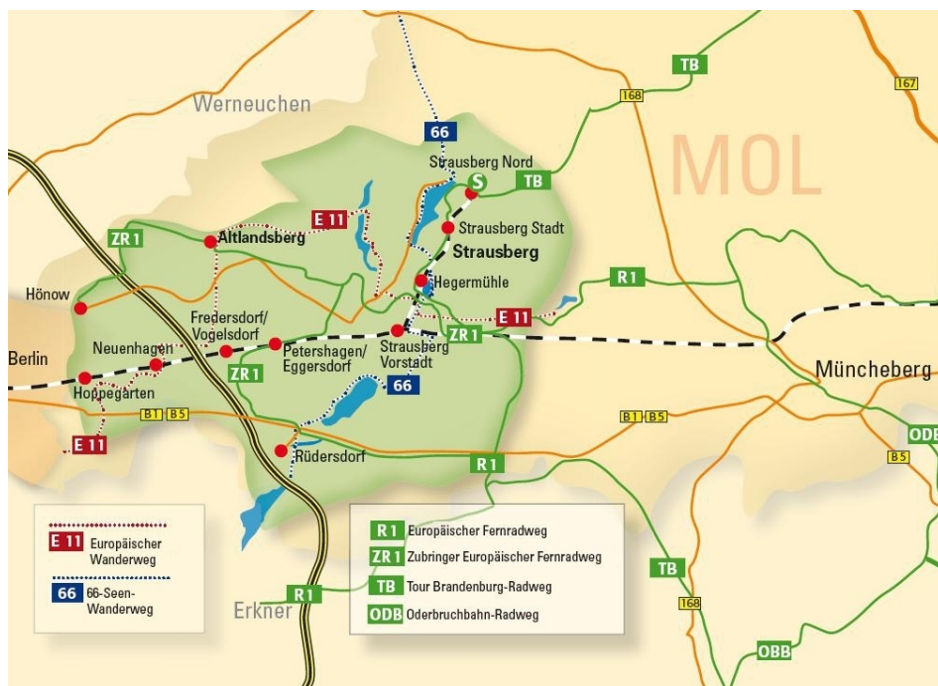 Werneuchen
66
Strausberg Nord
S
TB
TB
168
167
MOL
E 11
ZR 1
Altlandsberg
Strausberg Stadt
Strausberg
Hegermühle
R 1
Hönow
Fredersdorf/
Vogelsdorf
E 11
ZR 1
Berlin
Neuenhagen
Petershagen/
Eggersdorf
Strausberg
Vorstadt
ZR 1
66
Hoppegarten
Müncheberg
B1
B5
B1-B5
ODB
E 11
Rüdersdorf
R 1
B5
E 11
Europäischer
Wanderweg
66
66-Seen-
Wanderweg
R 1
Europäischer Fernradweg
ZR 1
Zubringer Europäischer Fernradweg
TB
Tour Brandenburg-Radweg
ODB
Oderbruchbahn-Radweg
TB
Erkner
R 1
168
OBB